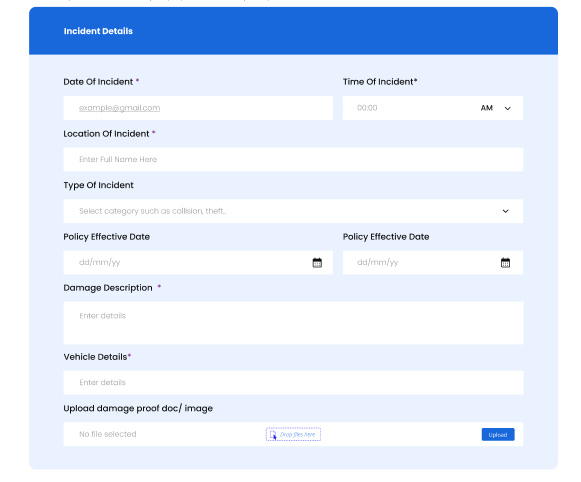 Incident Details
Date Of Incident *
Time Of Incident*
example@gmail.com
00:00
AM
Location Of Incident *
Enter Full Name Here
Type Of Incident
Select category such as collision, theft..
Policy Effective Date
Policy Effective Date
dd/mm/yy
dd/mm/yy
Damage Description *
Enter details
Vehicle Details*
Enter details
Upload damage proof doc/ image
No file selected
Drop files here
Upload